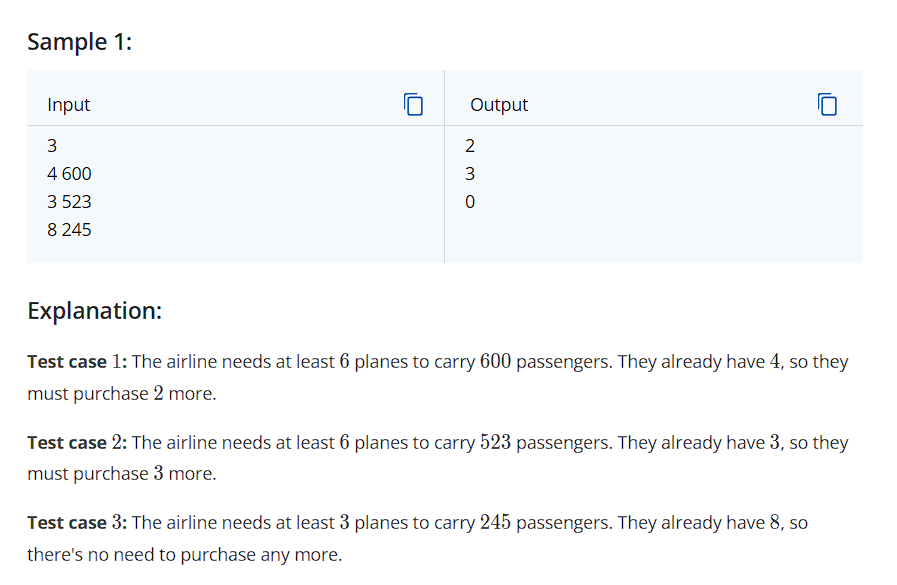 Sample 1:
Input
Output
3
4 600
3 523
8 245
2
3
0
Explanation:
Test case 1: The airline needs at least 6 planes to carry 600 passengers. They already have 4, so they
must purchase 2 more.
Test case 2: The airline needs at least 6 planes to carry 523 passengers. They already have 3, so they
must purchase 3 more.
Test case 3: The airline needs at least 3 planes to carry 245 passengers. They already have 8, so
there's no need to purchase any more.